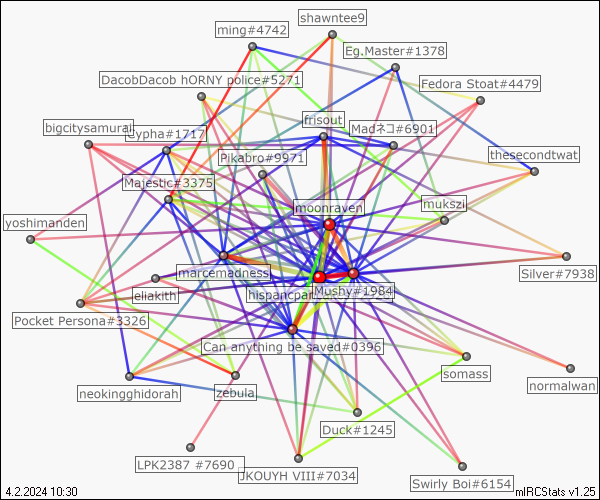 shawntee9
ming#4742
Eg.Master#1378
DacobDacob hORNY police#5271
Fedora Stoat#4479
frisout
bigcitysamurai
Cypha#1717
Madネコ#6901
Pikabro#9971
thesecondtwat
Majestic#3375
moonraven
mukszi
yoshimanden
marcemadness
Silver#7938
eliakith
hispancpar
Mushy#1984
Pocket Persona#3326
Can anything be saved#0396
somass
normalwan
neokingghidorah
zebula
Duck#1245
LPK2387 #7690
JKOUYH VIII#7034
Swirly Boi#6154
4.2.2024 10:30
mIRCStats v1.25